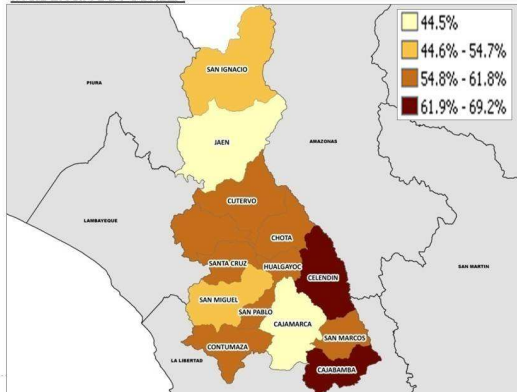 44.5%
44.6% - 54.7%
54.8% - 61.8%
61.9% - 69.2%
SAN IGNACIO
PIURA
JAEN
AMAZONAS
CUTERVO
LAMBAYEQUE
CHOTA
SANTA CRUZ
HUALGAYOC
SAN MARTIN
CELENDIN
SAN MIGUEL
SAN PABLO
CAJAMARCA
SAN MARCOS
CONTUMAZA
LA LIBERTAD
CAJABAMBA